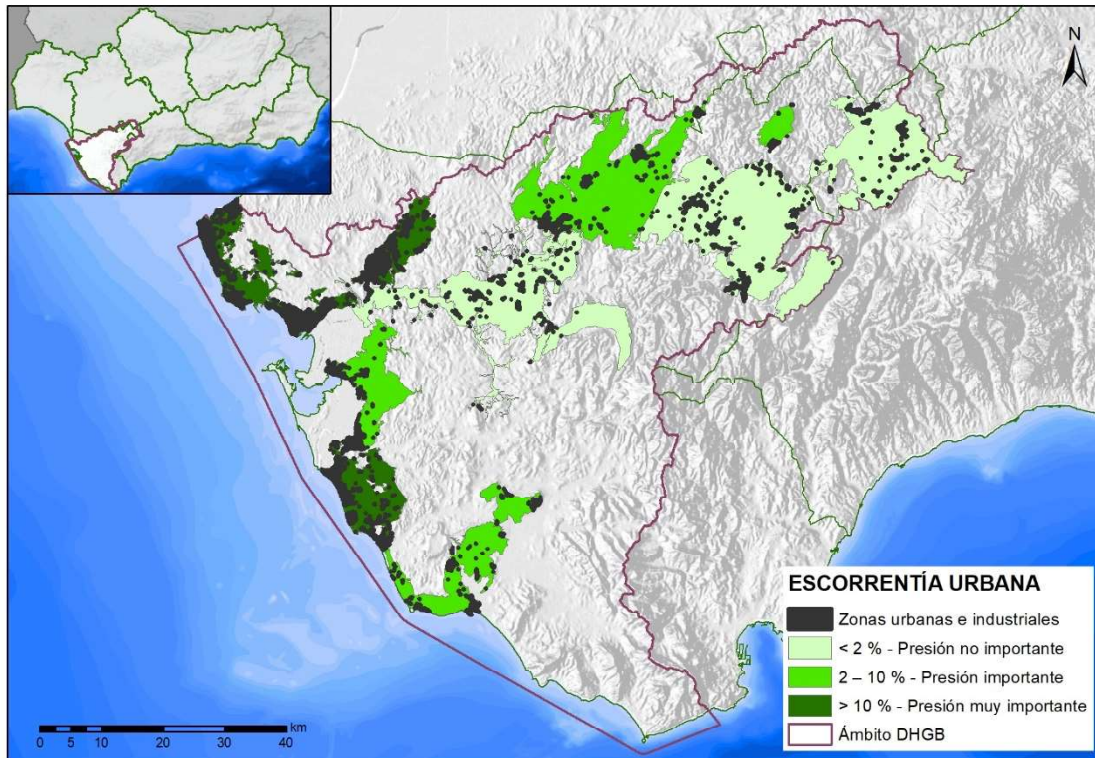 N
ESCORRENTÍA URBANA
Zonas urbanas e industriales
< 2 % - Presión no importante
2 – 10 % - Presión importante
> 10 % - Presión muy importante
Ámbito DHGB
km
0 5 10 20 30 40